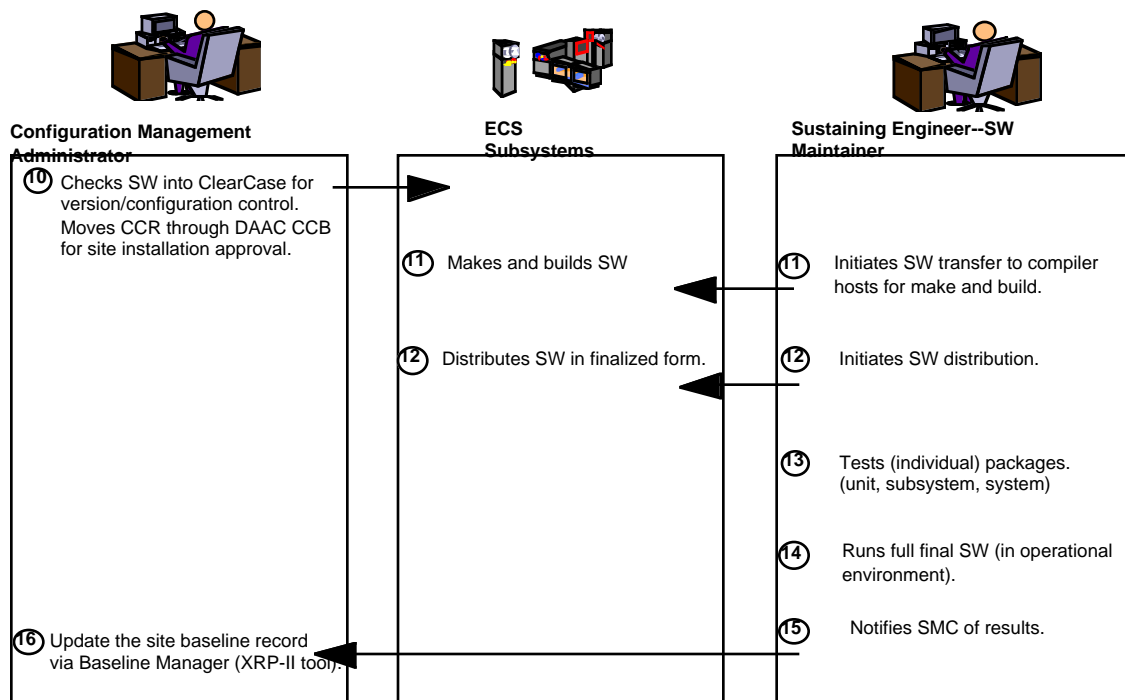 Configuration Management
Administrator
10 Checks SW into ClearCase for
version/configuration control.
Moves CCR through DAAC CCB
for site installation approval.
16 Update the site baseline record
via Baseline Manager (XRP-II tool).
ECS
Subsystems
11 Makes and builds SW
12 Distributes SW in finalized form.
Sustaining Engineer--SW
Maintainer
11 Initiates SW transfer to compiler
hosts for make and build.
12 Initiates SW distribution.
13 Tests (individual) packages.
(unit, subsystem, system)
14 Runs full final SW (in operational
environment).
15 Notifies SMC of results.